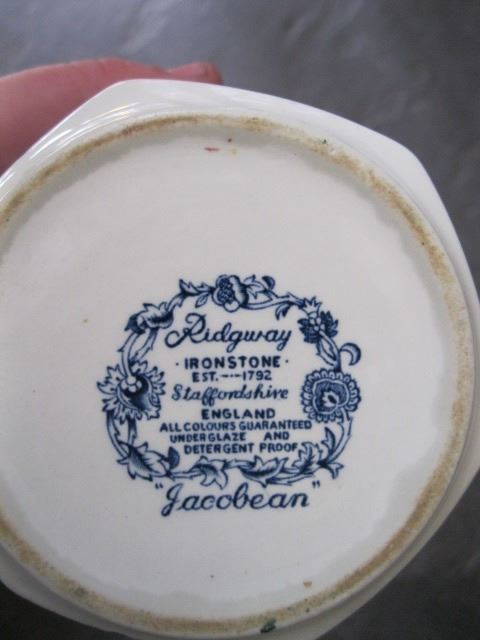 Ridgway
· IRONSTONE ·
EST. --- 1792
Staffordshire
ENGLAND
ALL COLOURS GUARANTEED
UNDERGLAZE AND
DETERGENT PROOF
"Jacobean"